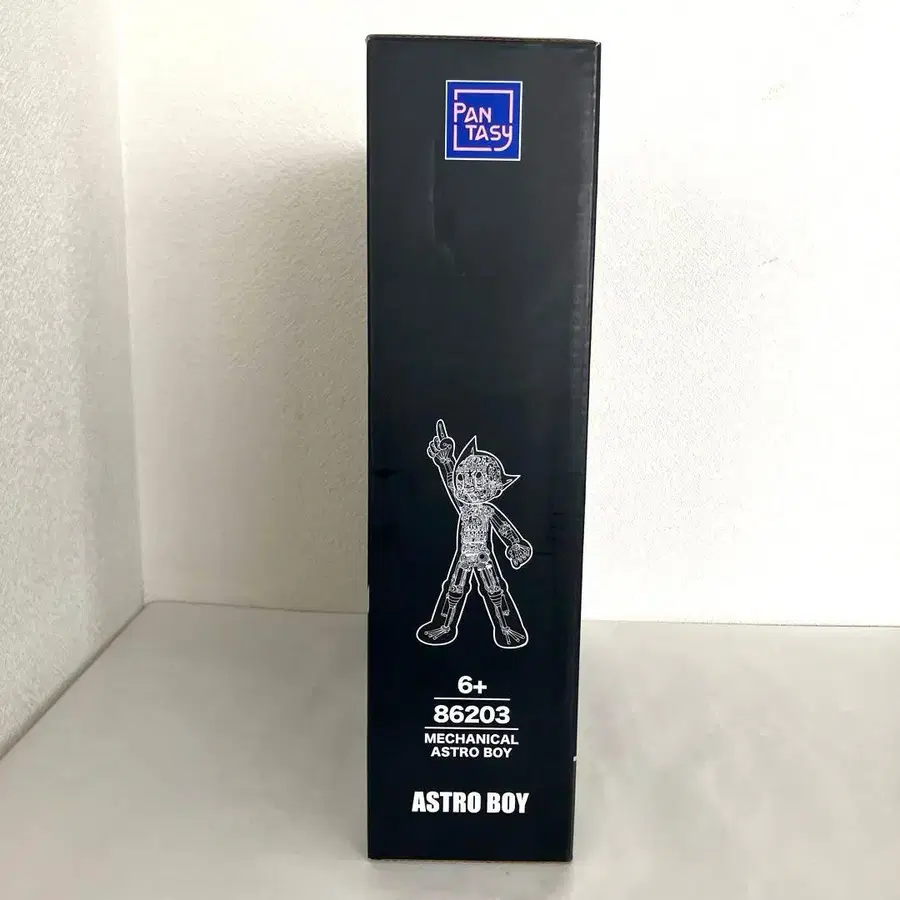 PAN
TASY
6+
86203
MECHANICAL
ASTRO BOY
ASTRO BOY